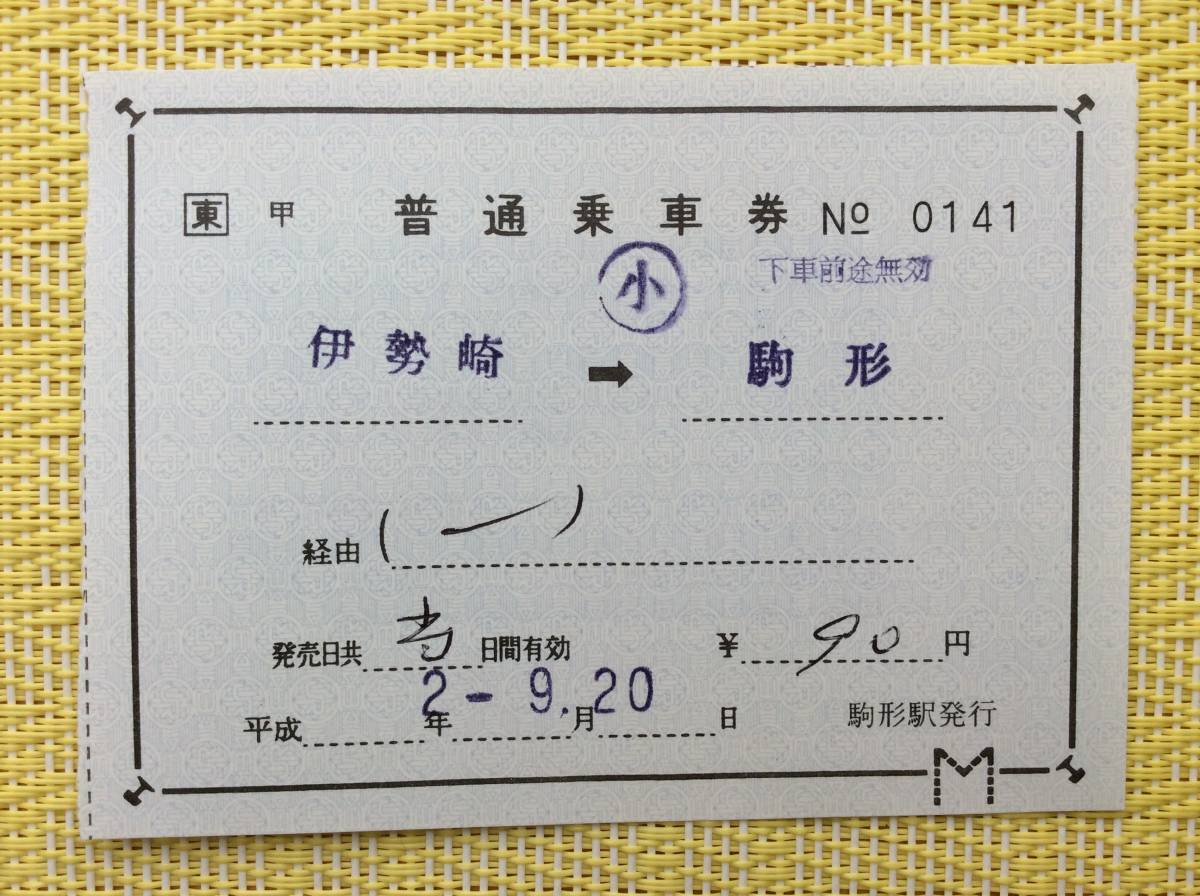 東 甲 普通乗車券 No 0141
小 下車前途無効
伊勢崎 ➡ 駒形
経由 (一)
発売日共 当 日間有効 ¥ 90 円
平成 2年 - 9.月 20 日 駒形駅発行